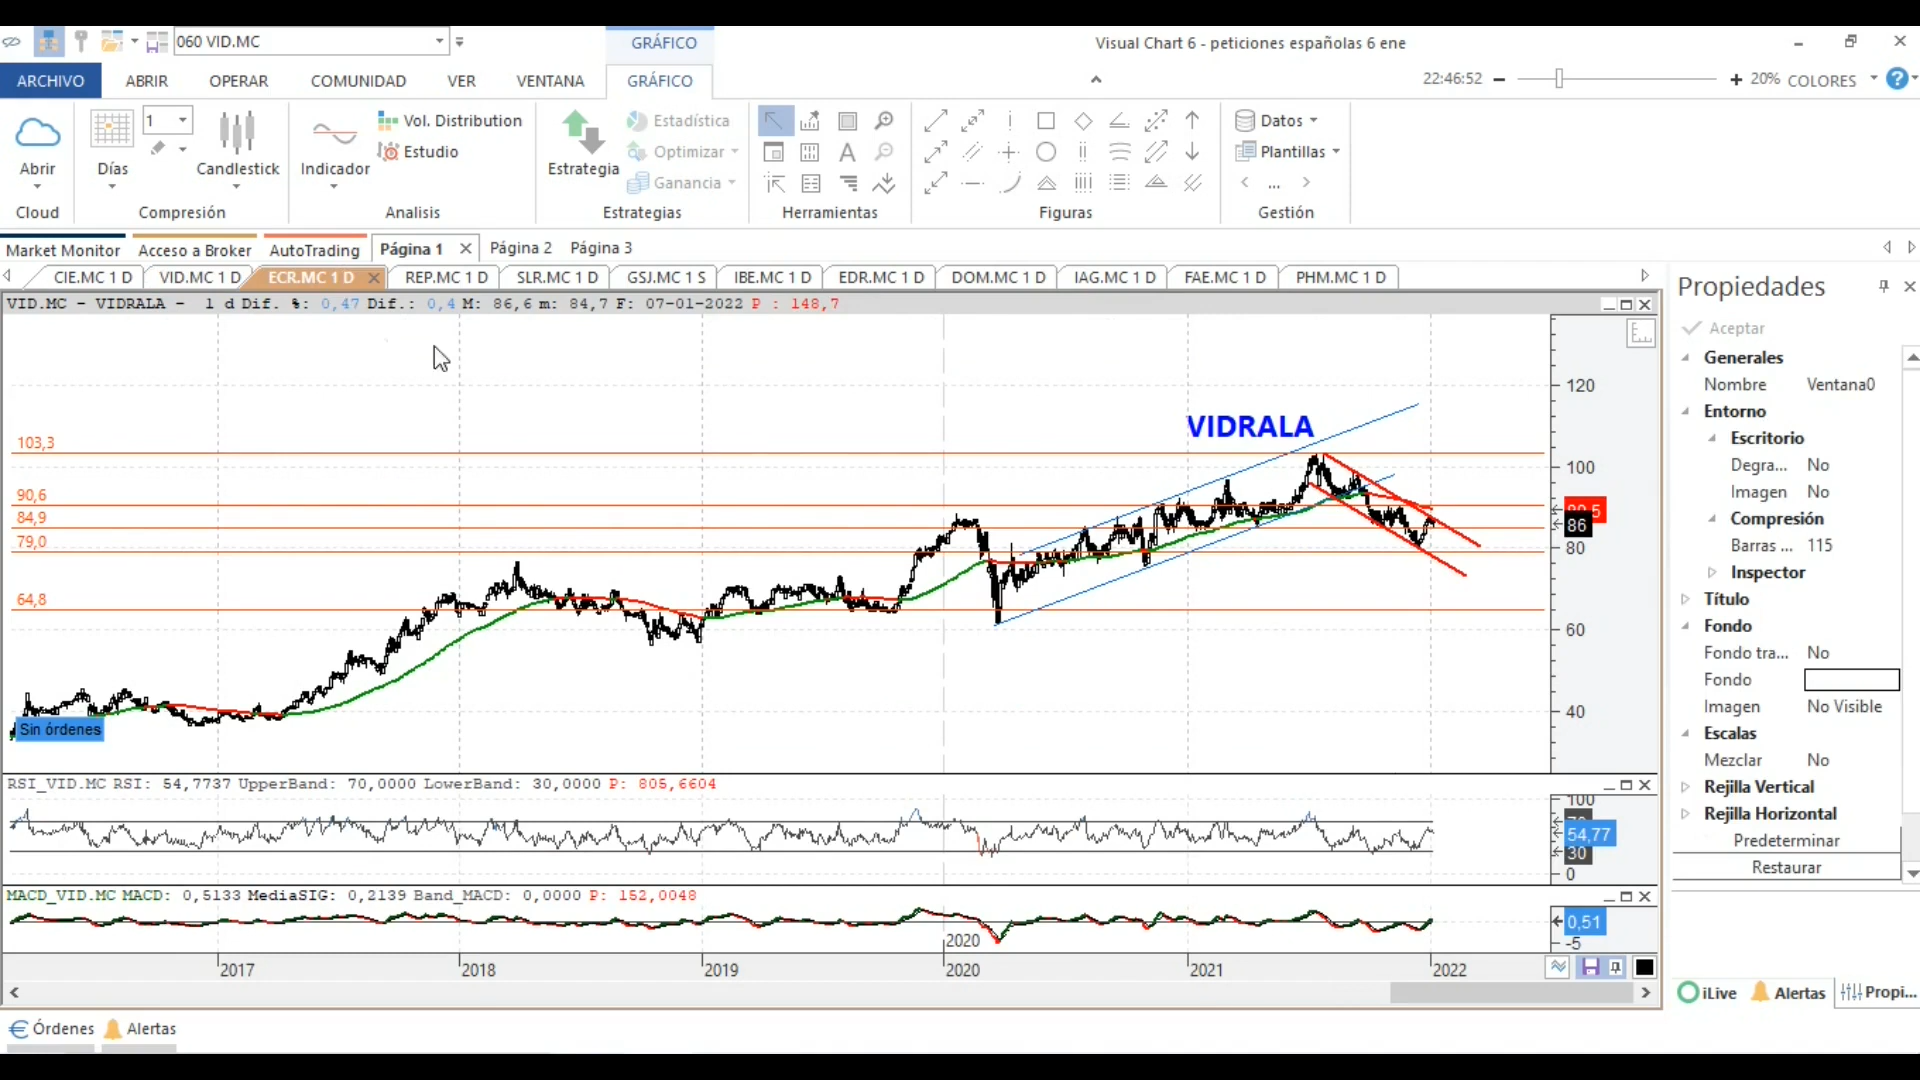 060 VID.MC
GRÁFICO
Visual Chart 6 - peticiones españolas 6 ene
ARCHIVO ABRIR OPERAR COMUNIDAD VER VENTANA GRÁFICO
22:46:52 20% COLORES
1
Vol. Distribution
Estudio
Abrir Días Candlestick Indicador Estrategia
Estadística
Optimizar
Ganancia
Datos
Plantillas
...
Cloud Compresión Analisis Estrategias Herramientas Figuras Gestión
Market Monitor Acceso a Broker AutoTrading Página 1 Página 2 Página 3
CIE.MC 1 D VID.MC 1 D ECR.MC 1 D REP.MC 1 D SLR.MC 1 D GSJ.MC 1 S IBE.MC 1 D EDR.MC 1 D DOM.MC 1 D IAG.MC 1 D FAE.MC 1 D PHM.MC 1 D
VID.MC - VIDRALA - 1 d Dif. %: 0,47 Dif.: 0,4 M: 86,6 m: 84,7 F: 07-01-2022 P : 148,7
VIDRALA
103,3
90,6
84,9
79,0
64,8
120
100
86
80
60
40
Sin órdenes
RSI_VID.MC RSI: 54,7737 UpperBand: 70,0000 LowerBand: 30,0000 P: 805,6604
100
54,77
30
0
MACD_VID.MC MACD: 0,5133 MediaSIG: 0,2139 Band_MACD: 0,0000 P: 152,0048
0,51
-5
2020
2017 2018 2019 2020 2021 2022
Órdenes Alertas
Propiedades
Aceptar
Generales
Nombre Ventana0
Entorno
Escritorio
Degra... No
Imagen No
Compresión
Barras ... 115
Inspector
Título
Fondo
Fondo tra... No
Fondo
Imagen No Visible
Escalas
Mezclar No
Rejilla Vertical
Rejilla Horizontal
Predeterminar
Restaurar
iLive Alertas Propi...